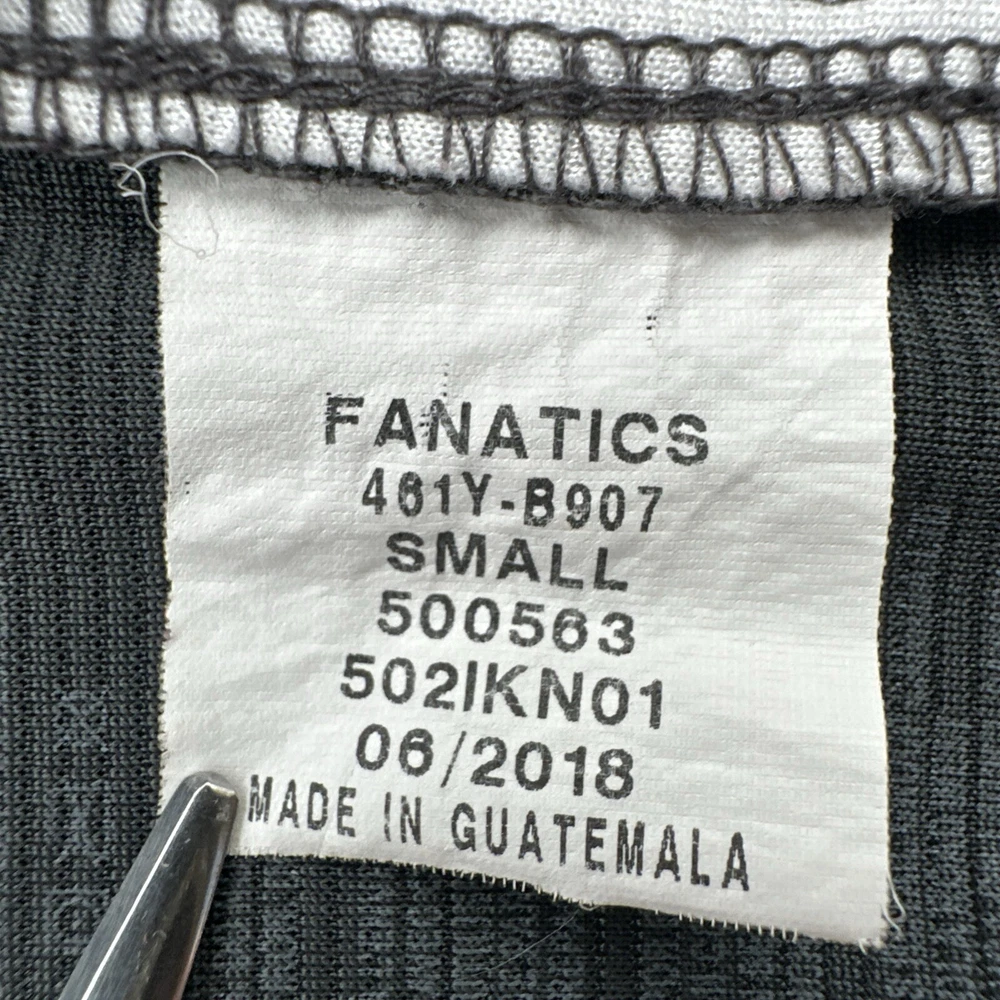 FANATICS
461Y-B907
SMALL
500563
502IKN01
06/2018
MADE IN GUATEMALA